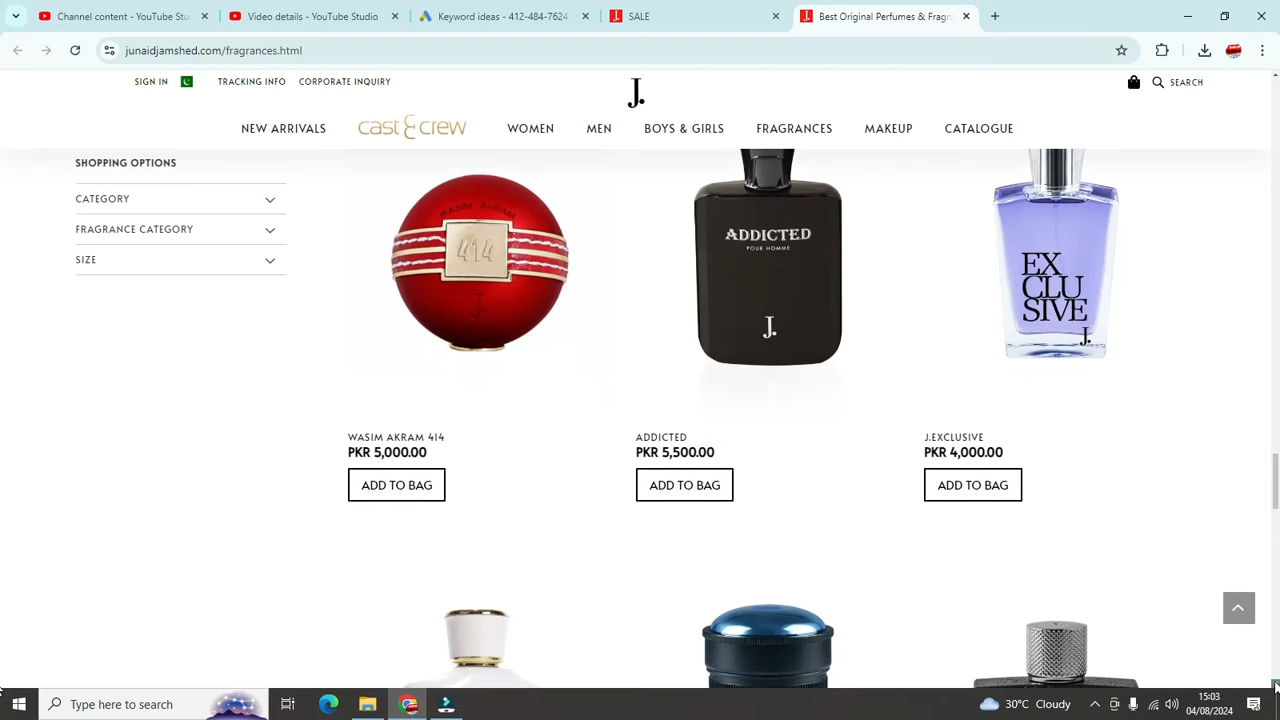 Channel content - YouTube Stu
Video details - YouTube Studio
Keyword ideas - 412-484-7624
SALE
Best Original Perfumes & Fragra
junaidjamshed.com/fragrances.html
SIGN IN TRACKING INFO CORPORATE INQUIRY
J.
SEARCH
NEW ARRIVALS cast & crew WOMEN MEN BOYS & GIRLS FRAGRANCES MAKEUP CATALOGUE
SHOPPING OPTIONS
CATEGORY
FRAGRANCE CATEGORY
SIZE
WASIM AKRAM
414
J.
ADDICTED
POUR HOMME
J.
EX
CLU
SIVE
J.
WASIM AKRAM 414
PKR 5,000.00
ADD TO BAG
ADDICTED
PKR 5,500.00
ADD TO BAG
J.EXCLUSIVE
PKR 4,000.00
ADD TO BAG
Type here to search
30°C Cloudy
15:03
04/08/2024